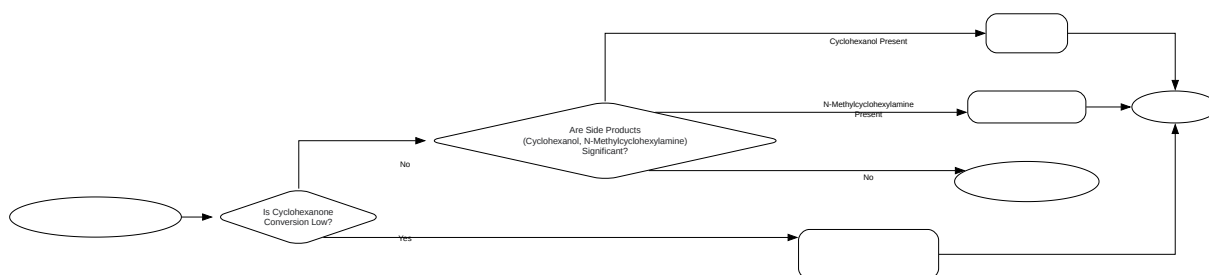 Cyclohexanol Present
N-Methylcyclohexylamine
Present
Are Side Products
(Cyclohexanol, N-Methylcyclohexylamine)
Significant?
No
No
Is Cyclohexanone
Conversion Low?
Yes